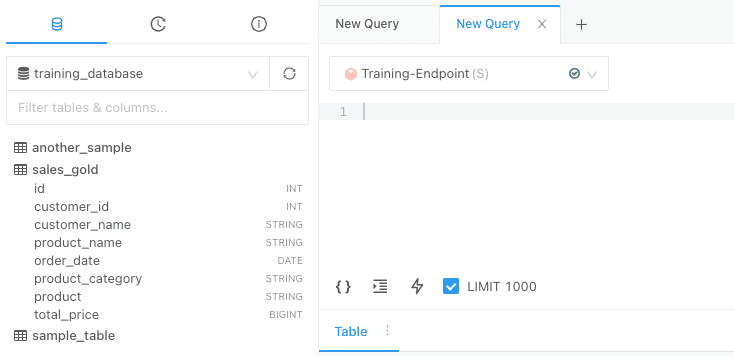 New Query
New Query
training_database
Training-Endpoint (S)
Filter tables & columns...
1
another_sample
sales_gold
id INT
customer_id INT
customer_name STRING
product_name STRING
order_date DATE
product_category STRING
product STRING
total_price BIGINT
sample_table
{} LIMIT 1000
Table